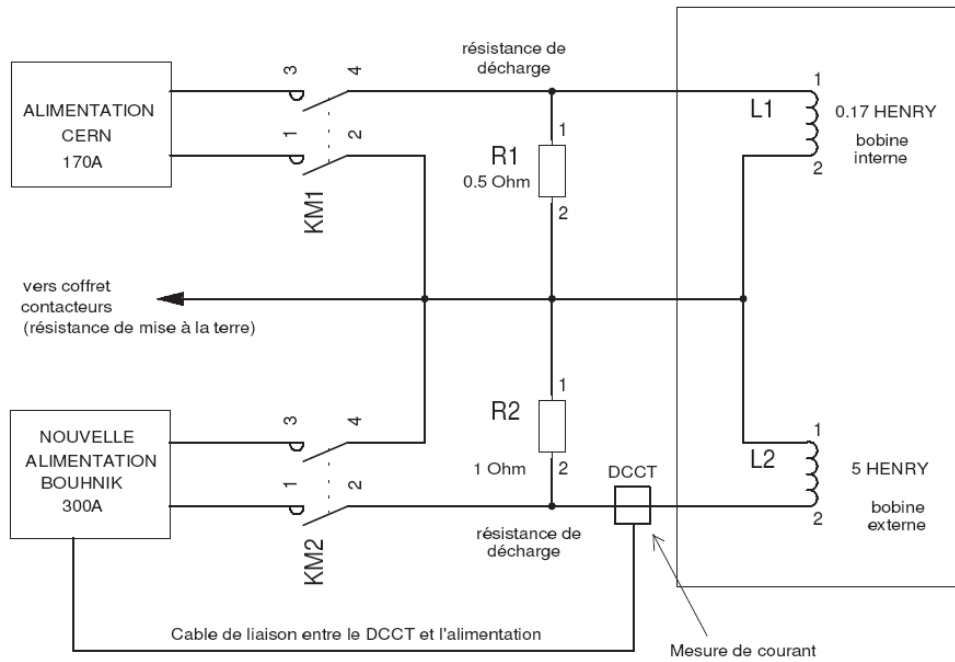 résistance de
décharge
ALIMENTATION
CERN
170A
3
4
1
2
KM1
1
R1
0.5 Ohm
2
L1
1
0.17 HENRY
bobine
interne
2
vers coffret
contacteurs
(résistance de mise à la terre)
NOUVELLE
ALIMENTATION
BOUHNIK
300A
3
4
1
2
KM2
1
R2
1 Ohm
2
DCCT
résistance de
décharge
L2
1
5 HENRY
bobine
externe
2
Cable de liaison entre le DCCT et l'alimentation
Mesure de courant